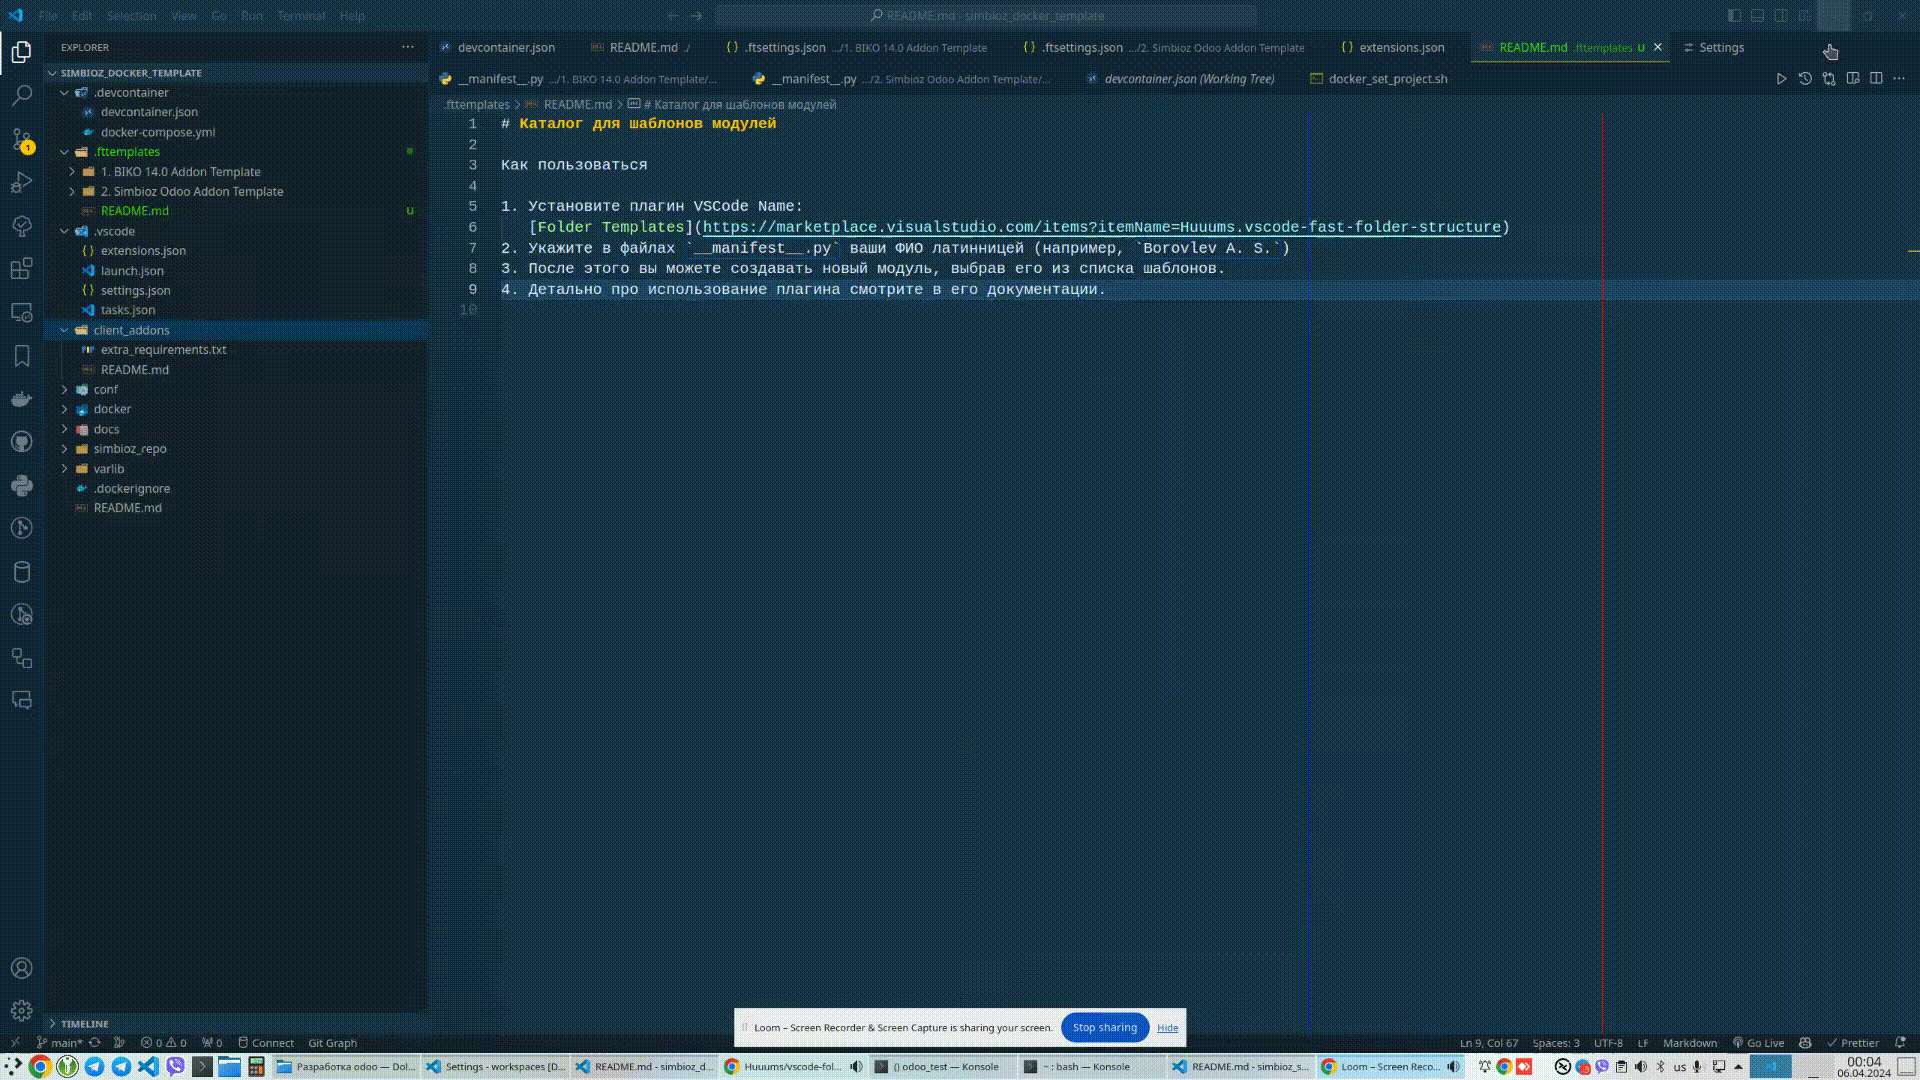 File Edit Selection View Go Run Terminal Help
README.md - simbioz_docker_template
EXPLORER
SIMBIOZ_DOCKER_TEMPLATE
.devcontainer
devcontainer.json
docker-compose.yml
.fttemplates
1. BIKO 14.0 Addon Template
2. Simbioz Odoo Addon Template
README.md U
.vscode
extensions.json
launch.json
settings.json
tasks.json
client_addons
extra_requirements.txt
README.md
conf
docker
docs
simbioz_repo
varlib
.dockerignore
README.md
TIMELINE
devcontainer.json README.md ./ .ftsettings.json .../1. BIKO 14.0 Addon Template .ftsettings.json .../2. Simbioz Odoo Addon Template extensions.json README.md .fttemplates U Settings
__manifest__.py .../1. BIKO 14.0 Addon Template/... __manifest__.py .../2. Simbioz Odoo Addon Template/... devcontainer.json (Working Tree) docker_set_project.sh
.fttemplates > README.md > # Каталог для шаблонов модулей
1 # Каталог для шаблонов модулей
2
3 Как пользоваться
4
5 1. Установите плагин VSCode Name:
6 [Folder Templates](https://marketplace.visualstudio.com/items?itemName=Huuums.vscode-fast-folder-structure)
7 2. Укажите в файлах `__manifest__.py` ваши ФИО латинницей (например, `Borovlev A. S.`)
8 3. После этого вы можете создавать новый модуль, выбрав его из списка шаблонов.
9 4. Детально про использование плагина смотрите в его документации.
10
1
Loom – Screen Recorder & Screen Capture is sharing your screen. Stop sharing Hide
main* 0 0 0 Connect Git Graph Ln 9, Col 67 Spaces: 3 UTF-8 LF Markdown Go Live Prettier
Разработка odoo — Dol... Settings - workspaces [D... README.md - simbioz_d... Huuums/vscode-fol... () odoo_test — Konsole ~ : bash — Konsole README.md - simbioz_s... Loom – Screen Reco... us 00:04
06.04.2024